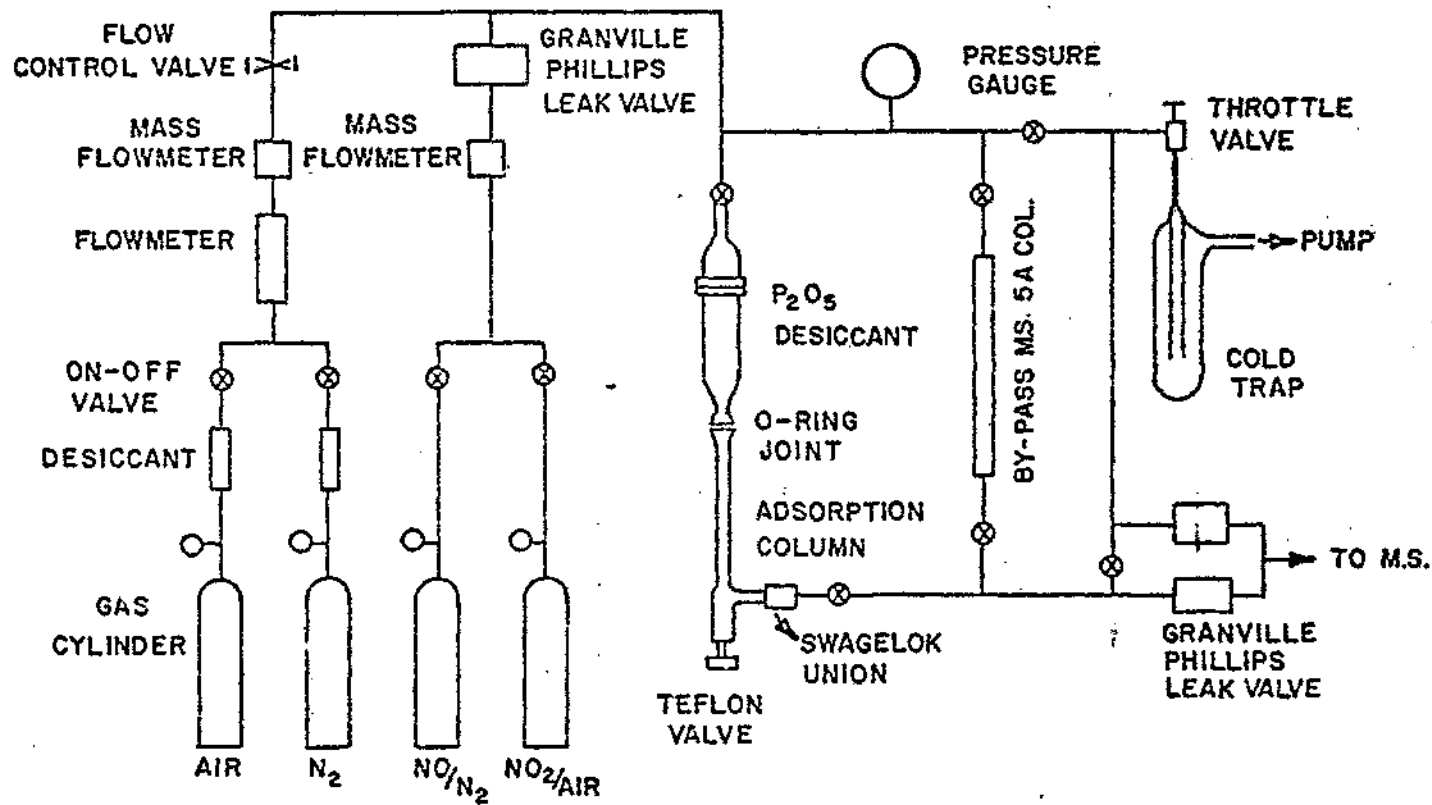 FLOW
CONTROL VALVE
GRANVILLE
PHILLIPS
LEAK VALVE
PRESSURE
GAUGE
THROTTLE
VALVE
MASS
FLOWMETER
MASS
FLOWMETER
FLOWMETER
PUMP
P₂O₅
DESICCANT
BY-PASS MS. 5A COL.
COLD
TRAP
ON-OFF
VALVE
O-RING
JOINT
DESICCANT
ADSORPTION
COLUMN
TO M.S.
GAS
CYLINDER
SWAGELOK
UNION
GRANVILLE
PHILLIPS
LEAK VALVE
TEFLON
VALVE
AIR
N₂
NO/N₂
NO₂/AIR